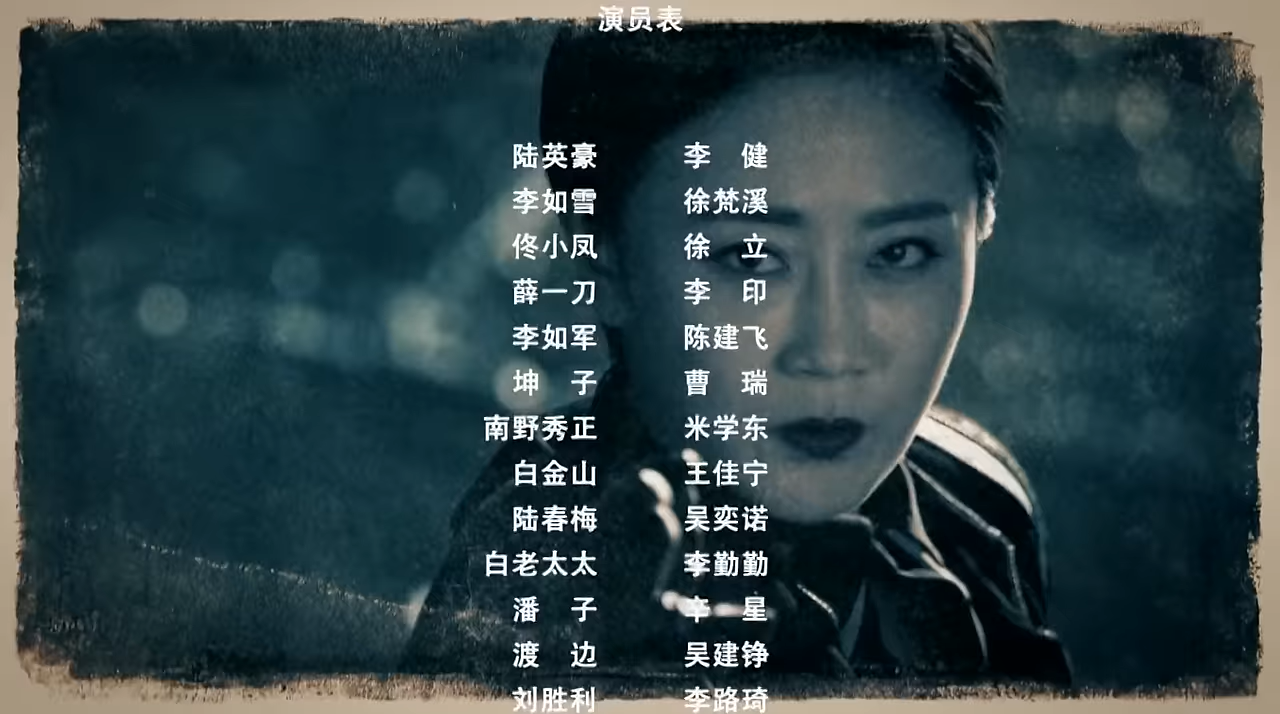 演员表
陆英豪 李健
李如雪 徐梵溪
佟小凤 徐立
薛一刀 李印
李如军 陈建飞
坤子 曹瑞
南野秀正 米学东
白金山 王佳宁
陆春梅 吴奕诺
白老太太 李勤勤
潘子 辛星
渡边 吴建铮
刘胜利 李路琦